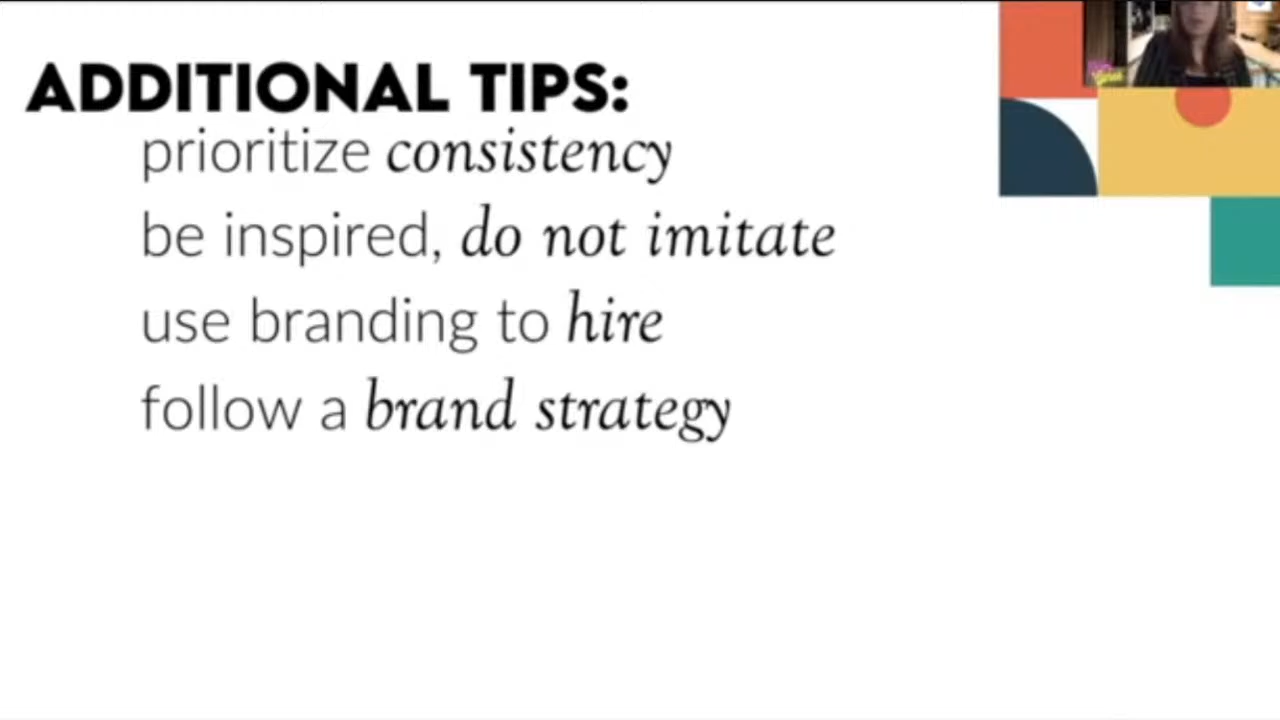 ADDITIONAL TIPS:
prioritize consistency
be inspired, do not imitate
use branding to hire
follow a brand strategy